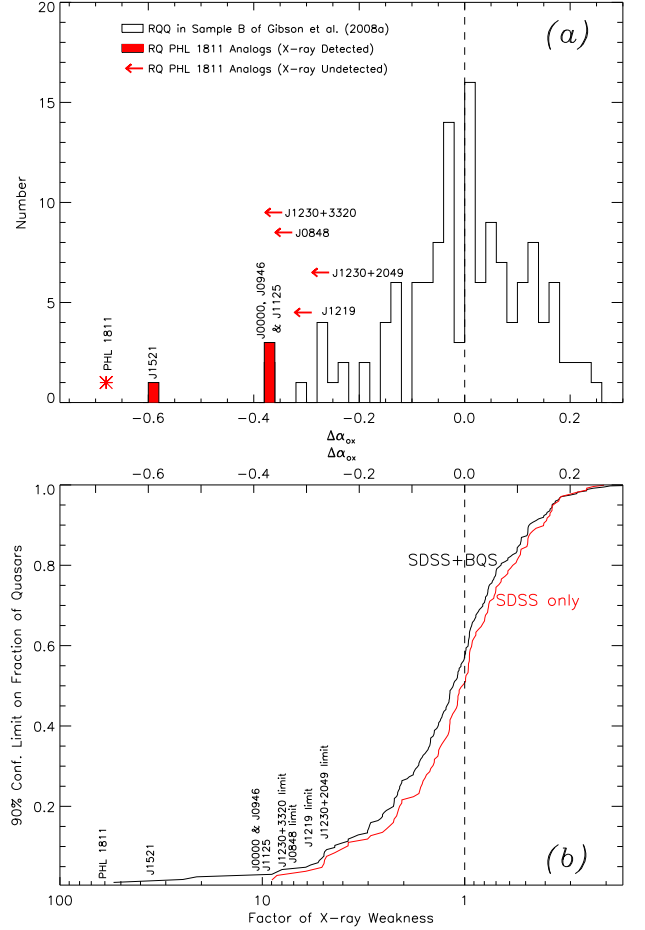 20
15
10
5
0
Number
RQQ in Sample B of Gibson et al. (2008a)
RQ PHL 1811 Analogs (X-ray Detected)
RQ PHL 1811 Analogs (X-ray Undetected)
(a)
J1230+3320
J0848
J1230+2049
J1219
J0000, J0946
& J1125
J1521
PHL 1811
-0.6 -0.4 -0.2 0.0 0.2
Δαox
Δαox
-0.6 -0.4 -0.2 0.0 0.2
1.0
0.8
0.6
0.4
0.2
90% Conf. Limit on Fraction of Quasars
SDSS+BQS
SDSS only
PHL 1811
J1521
J0000 & J0946
J1125
J1230+3320 limit
J0848 limit
J1219 limit
J1230+2049 limit
(b)
100 10 1
Factor of X-ray Weakness